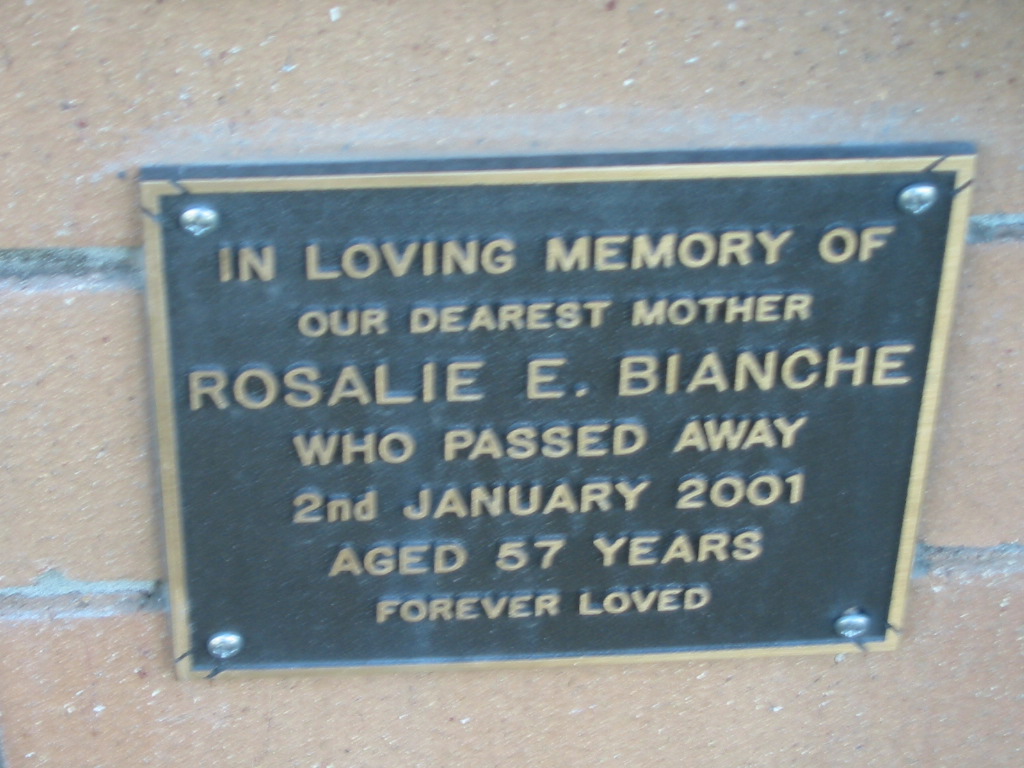 IN LOVING MEMORY OF
OUR DEAREST MOTHER
ROSALIE E. BIANCHE
WHO PASSED AWAY
2nd JANUARY 2001
AGED 57 YEARS
FOREVER LOVED